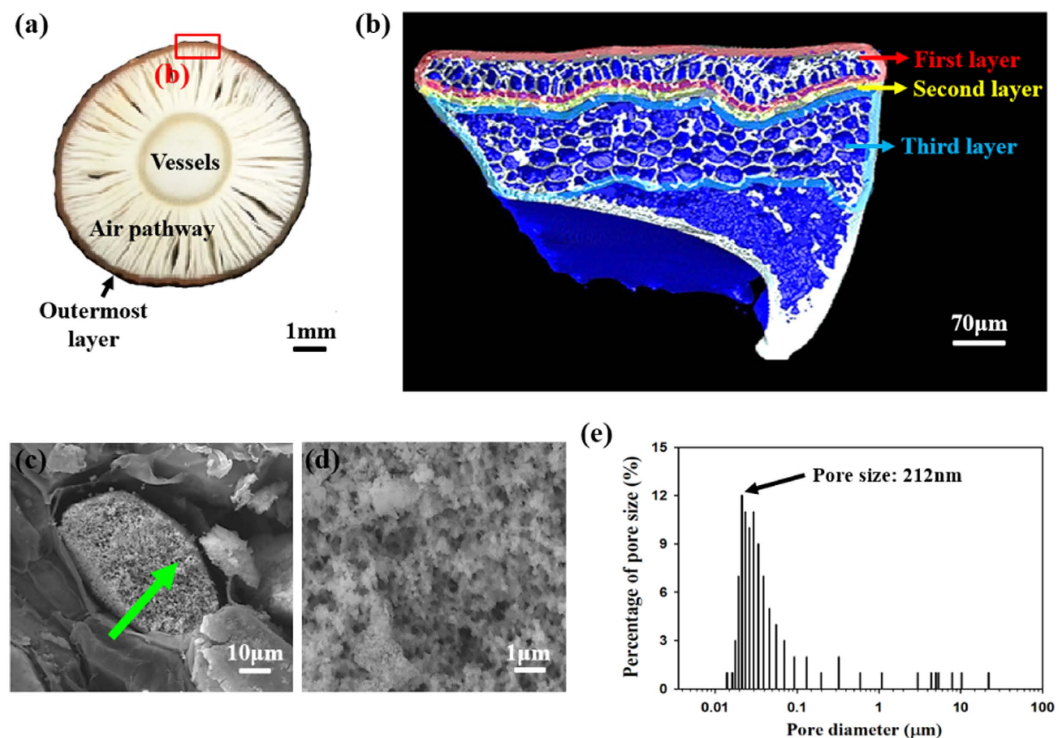 (a)
(b)
Vessels
Air pathway
Outermost
layer
1mm
(b)
First layer
Second layer
Third layer
70μm
(c)
10μm
(d)
1μm
(e)
Percentage of pore size (%)
15
12
9
6
3
0
Pore size: 212nm
0.01
0.1
1
10
100
Pore diameter (μm)